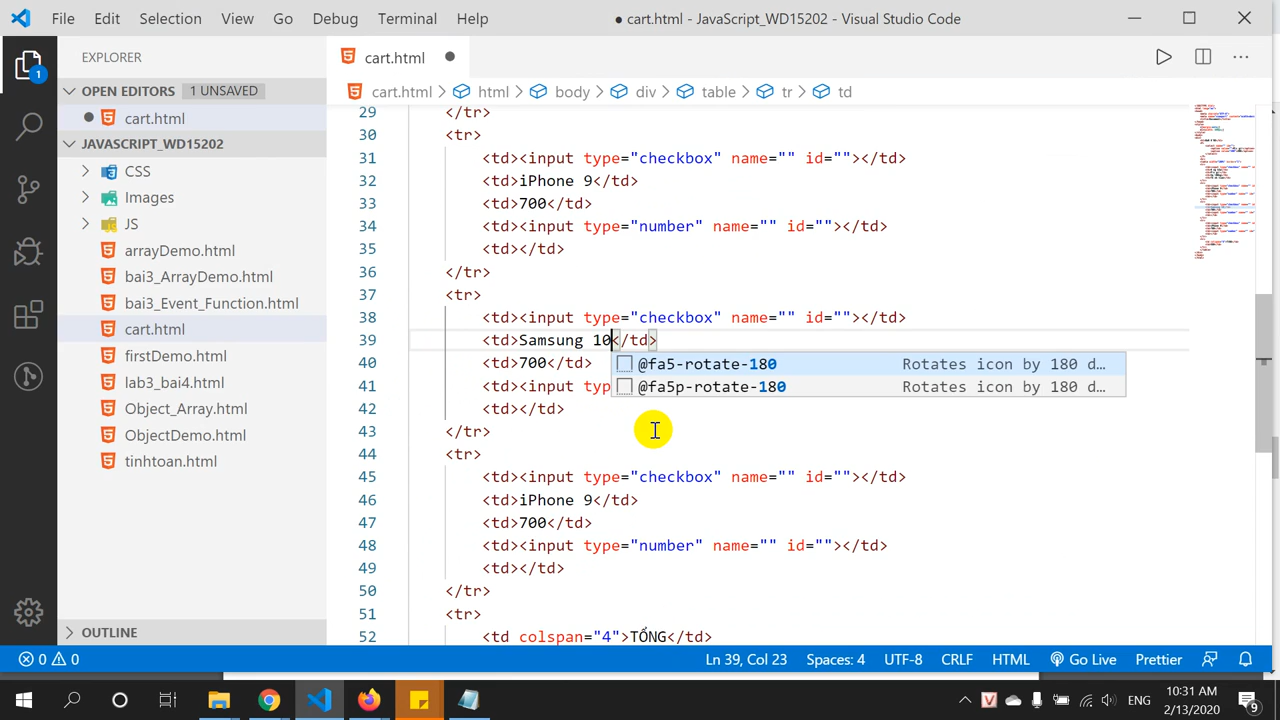 File Edit Selection View Go Debug Terminal Help ● cart.html - JavaScript_WD15202 - Visual Studio Code
EXPLORER
OPEN EDITORS 1 UNSAVED
cart.html
JAVASCRIPT_WD15202
CSS
Images
JS
arrayDemo.html
bai3_ArrayDemo.html
bai3_Event_Function.html
cart.html
firstDemo.html
lab3_bai4.html
Object_Array.html
ObjectDemo.html
tinhtoan.html
OUTLINE
1
cart.html
cart.html > html > body > div > table > tr > td
29 </tr>
30 <tr>
31 <td><input type="checkbox" name="" id=""></td>
32 <td>iPhone 9</td>
33 <td>700</td>
34 <td><input type="number" name="" id=""></td>
35 <td></td>
36 </tr>
37 <tr>
38 <td><input type="checkbox" name="" id=""></td>
39 <td>Samsung 10</td>
40 <td>700</td>
@fa5-rotate-180 Rotates icon by 180 d…
41 <td><input typ
@fa5p-rotate-180 Rotates icon by 180 d…
42 <td></td>
43 </tr>
44 <tr>
45 <td><input type="checkbox" name="" id=""></td>
46 <td>iPhone 9</td>
47 <td>700</td>
48 <td><input type="number" name="" id=""></td>
49 <td></td>
50 </tr>
51 <tr>
52 <td colspan="4">TỔNG</td>
0 0 Ln 39, Col 23 Spaces: 4 UTF-8 CRLF HTML Go Live Prettier
ENG 10:31 AM
2/13/2020 9